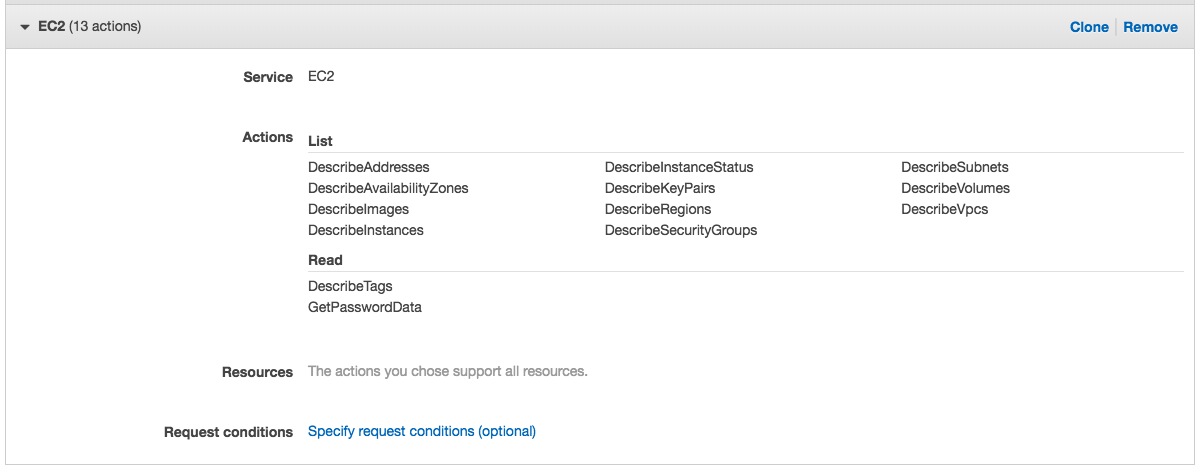 EC2 (13 actions) Clone Remove
Service EC2
Actions List
DescribeAddresses DescribeInstanceStatus DescribeSubnets
DescribeAvailabilityZones DescribeKeyPairs DescribeVolumes
DescribeImages DescribeRegions DescribeVpcs
DescribeInstances DescribeSecurityGroups
Read
DescribeTags
GetPasswordData
Resources The actions you chose support all resources.
Request conditions Specify request conditions (optional)